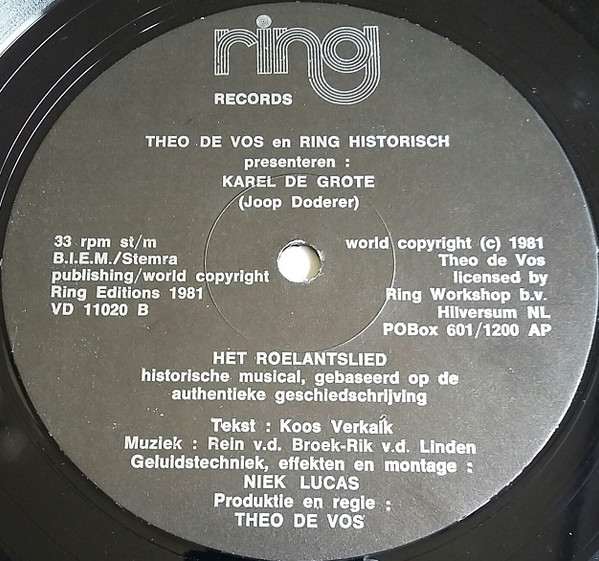 ring
RECORDS
THEO DE VOS en RING HISTORISCH
presenteren :
KAREL DE GROTE
(Joop Doderer)
33 rpm st/m
B.I.E.M./Stemra
publishing/world copyright
Ring Editions 1981
VD 11020 B
world copyright (c) 1981
Theo de Vos
licensed by
Ring Workshop b.v.
Hilversum NL
POBox 601/1200 AP
HET ROELANTSLIED
historische musical, gebaseerd op de
authentieke geschiedschrijving
Tekst : Koos Verkaik
Muziek : Rein v.d. Broek-Rik v.d. Linden
Geluidstechniek, effekten en montage :
NIEK LUCAS
Produktie en regie :
THEO DE VOS